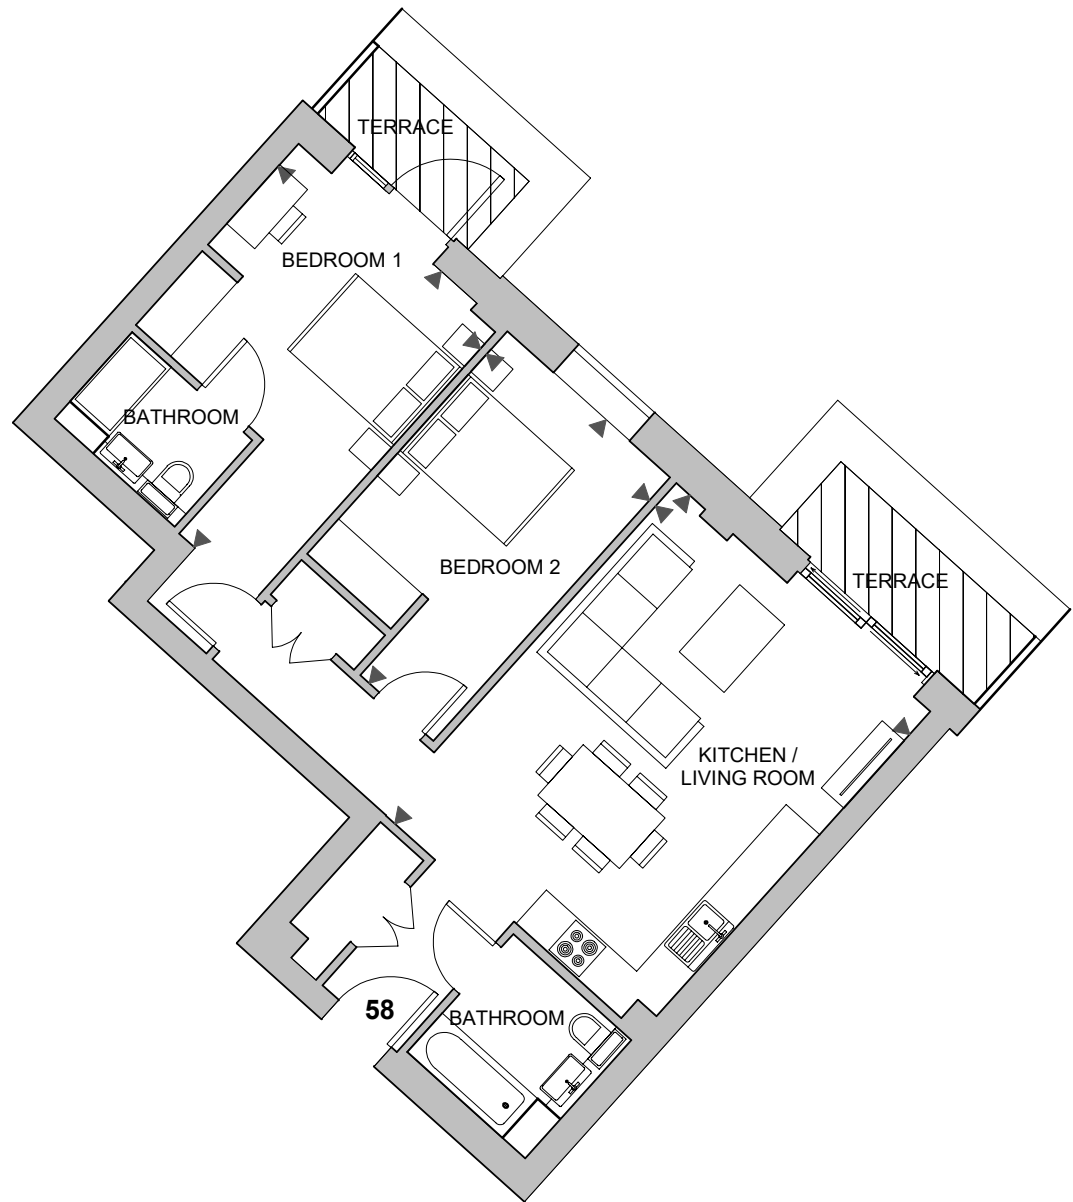 TERRACE
BEDROOM 1
BATHROOM
BEDROOM 2
TERRACE
KITCHEN /
LIVING ROOM
58
BATHROOM